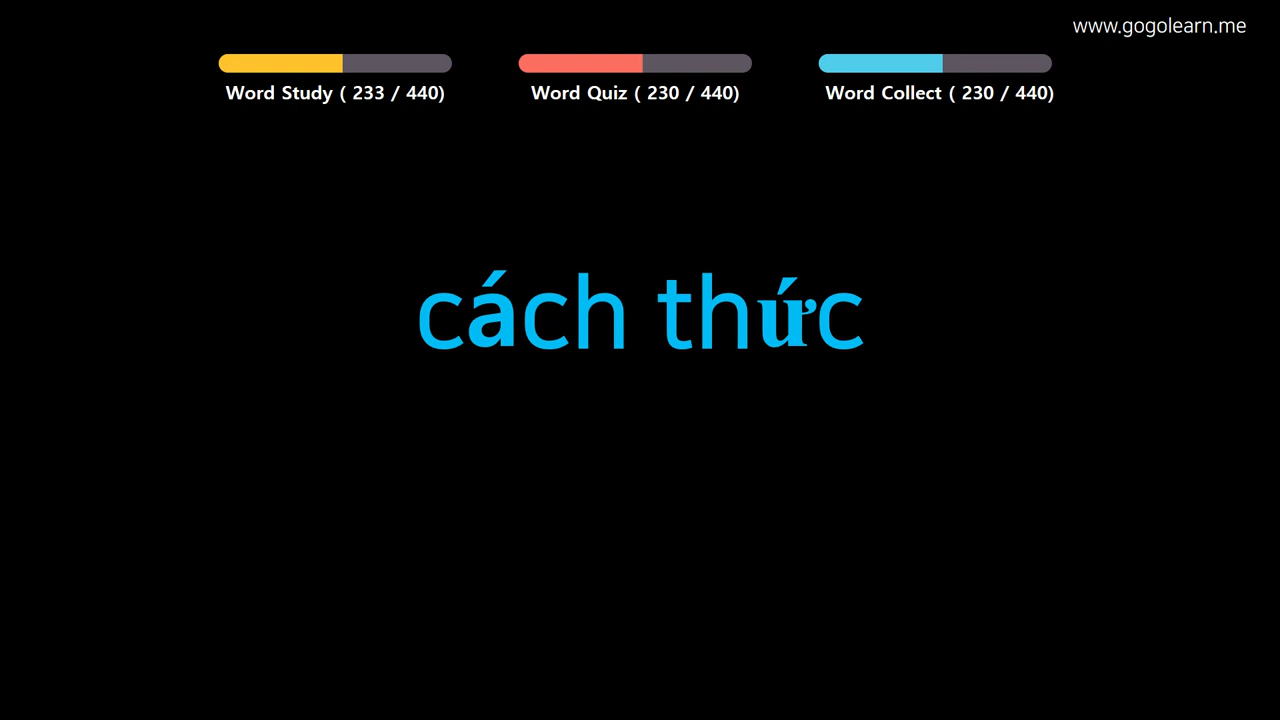 www.gogolearn.me
Word Study ( 233 / 440)
Word Quiz ( 230 / 440)
Word Collect ( 230 / 440)
cách thức